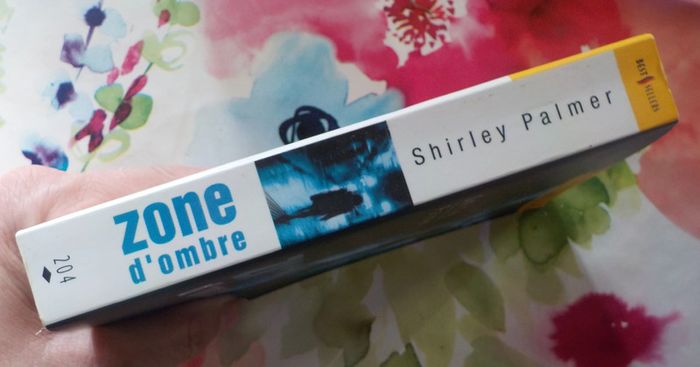 204
zone
d'ombre
Shirley Palmer
BEST SELLERS